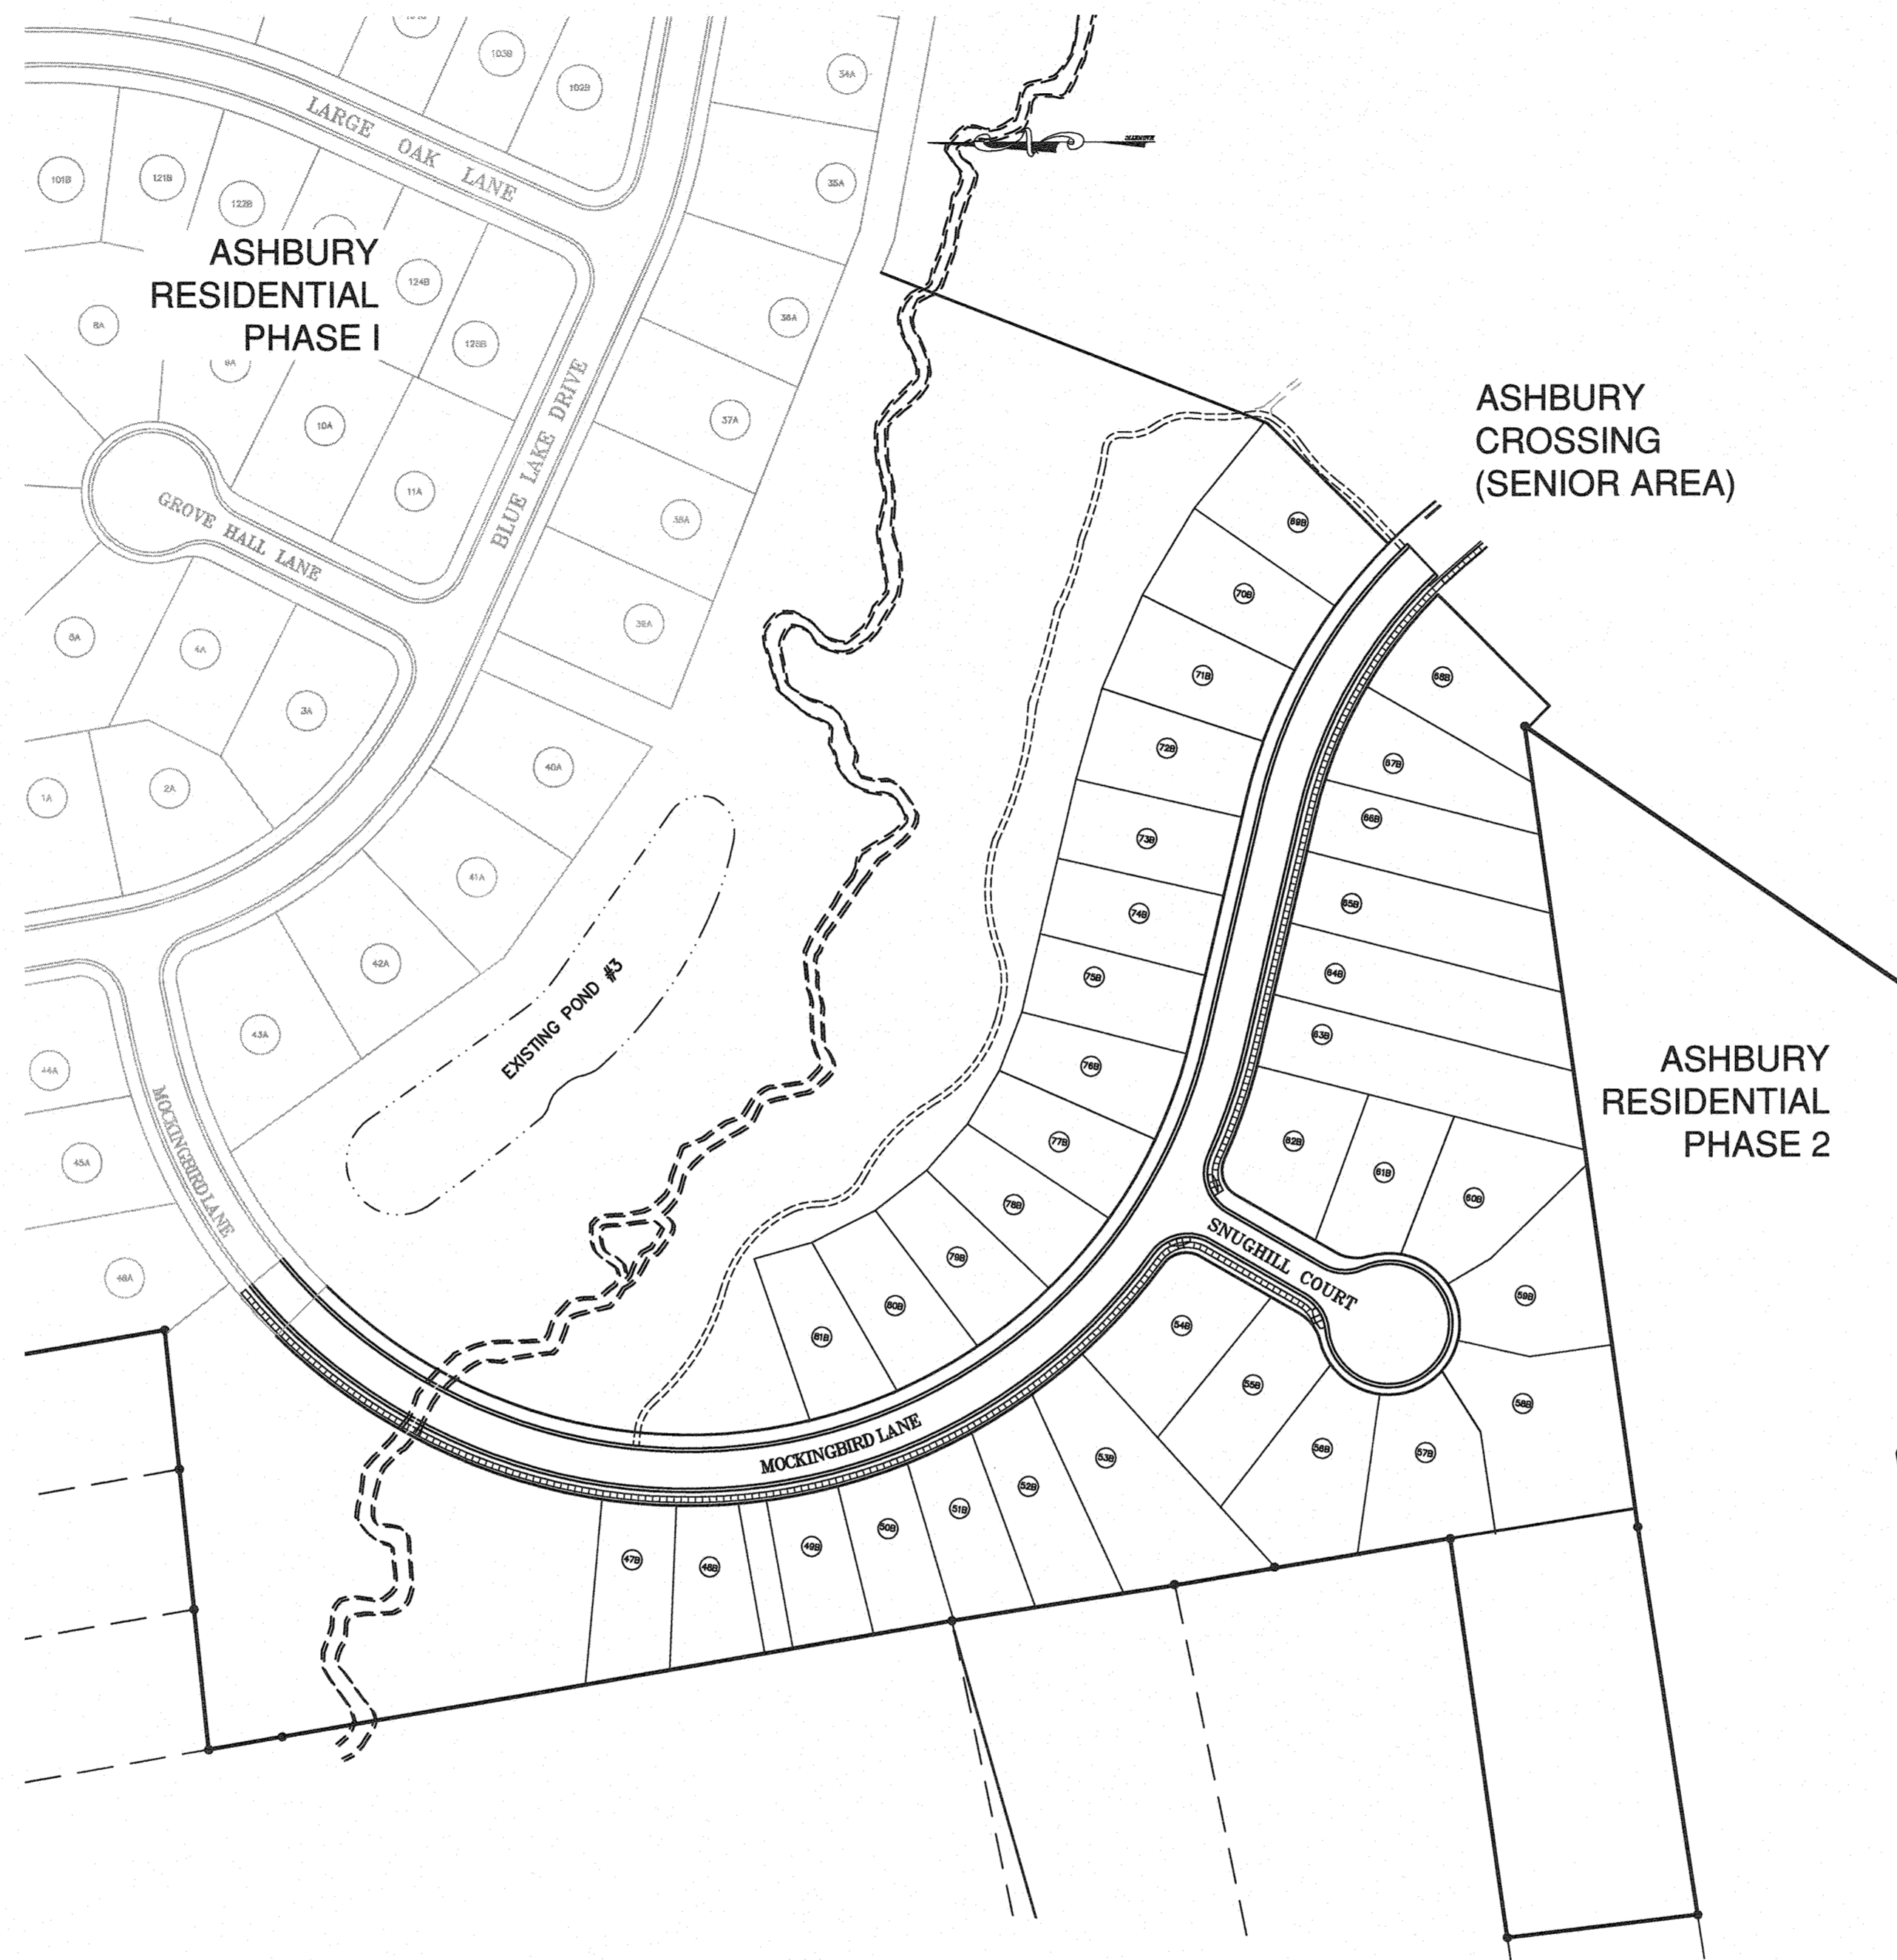 103B
102B
34A
LARGE OAK LANE
101B
121B
122B
35A
ASHBURY
RESIDENTIAL
PHASE I
124B
125B
8A
9A
36A
BLUE LAKE DRIVE
ASHBURY
CROSSING
(SENIOR AREA)
10A
37A
11A
GROVE HALL LANE
38A
69B
70B
39A
5A
4A
3A
71B
68B
72B
67B
40A
1A
2A
73B
66B
41A
74B
65B
42A
EXISTING POND #3
75B
64B
43A
63B
44A
MOCKINGBIRD LANE
76B
ASHBURY
RESIDENTIAL
PHASE 2
45A
77B
62B
61B
60B
78B
SNUGHILL COURT
46A
79B
59B
80B
81B
54B
55B
58B
MOCKINGBIRD LANE
53B
56B
57B
52B
51B
50B
49B
48B
47B